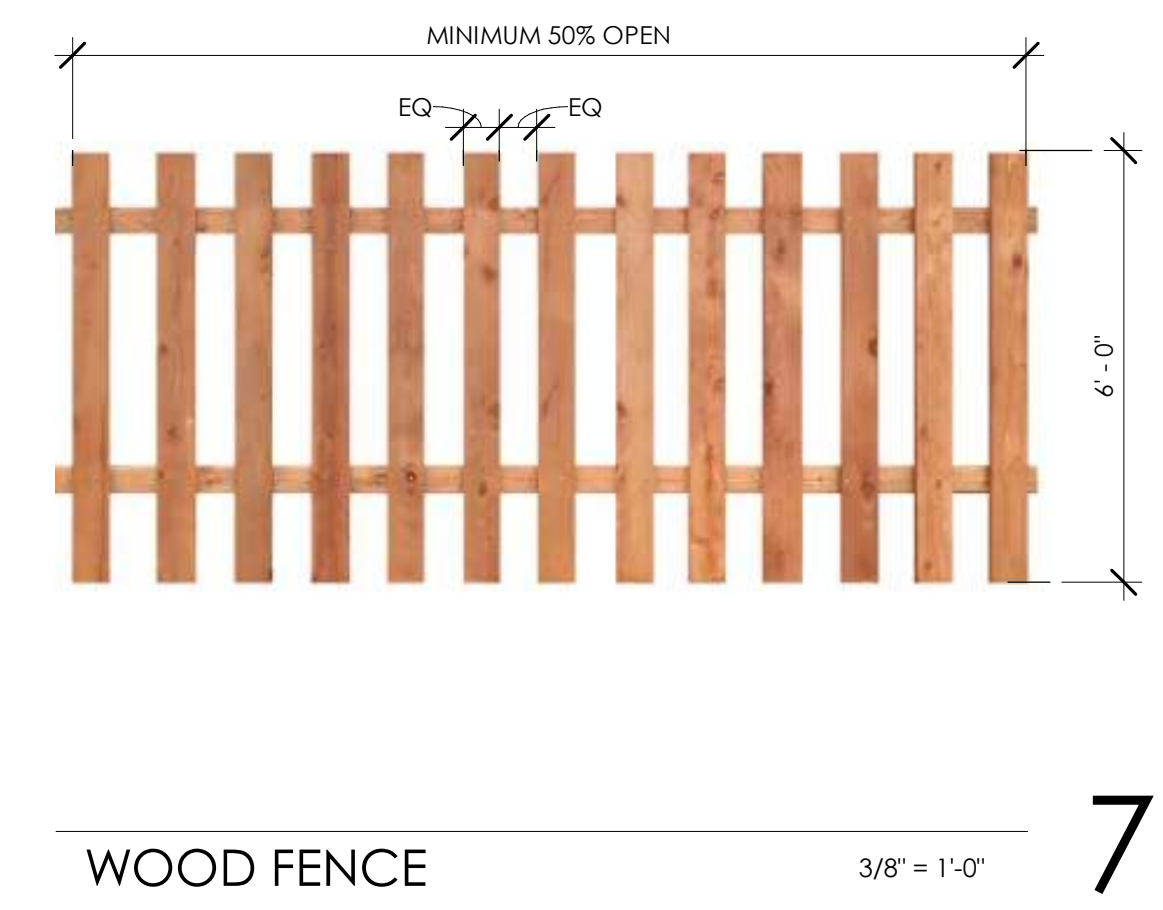 MINIMUM 50% OPEN
EQ EQ
6' - 0"
WOOD FENCE
3/8" = 1'-0"
7